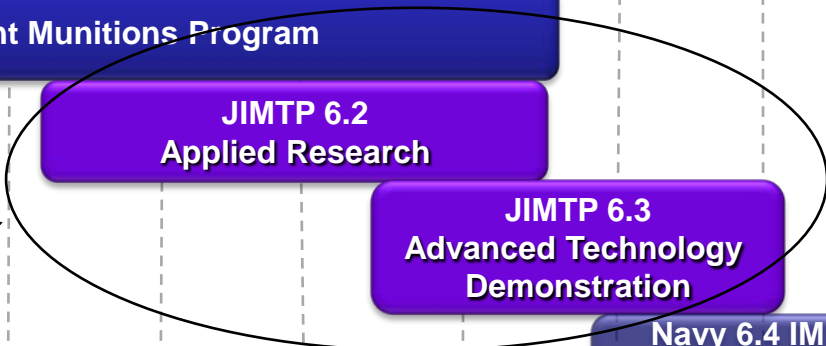 nt Munitions Program
JIMTP 6.2
Applied Research
JIMTP 6.3
Advanced Technology
Demonstration
Navy 6.4 IM